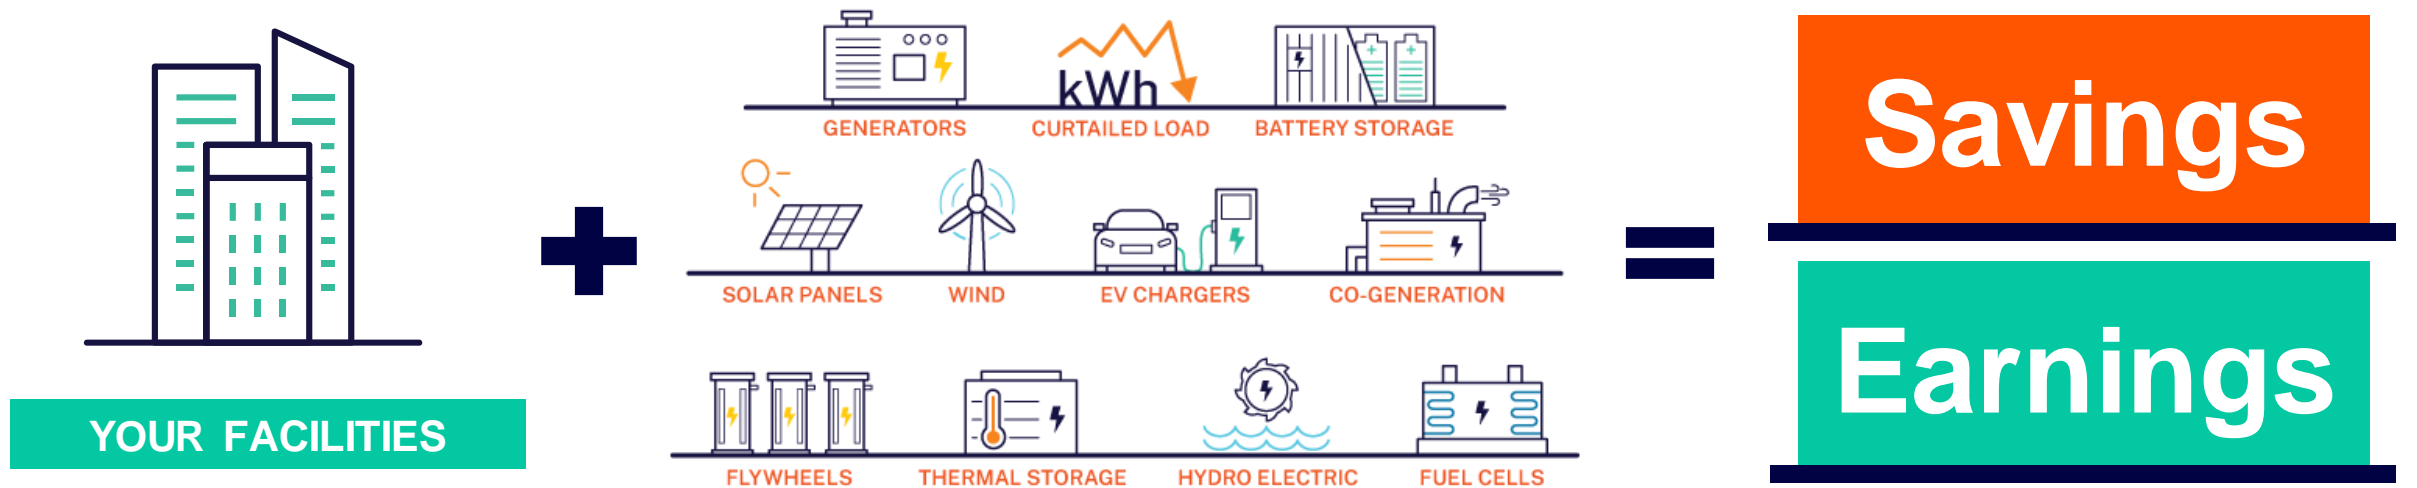 kWh
GENERATORS CURTAILED LOAD BATTERY STORAGE
SOLAR PANELS WIND EV CHARGERS CO-GENERATION
FLYWHEELS THERMAL STORAGE HYDRO ELECTRIC FUEL CELLS
YOUR FACILITIES
+
=
Savings
Earnings